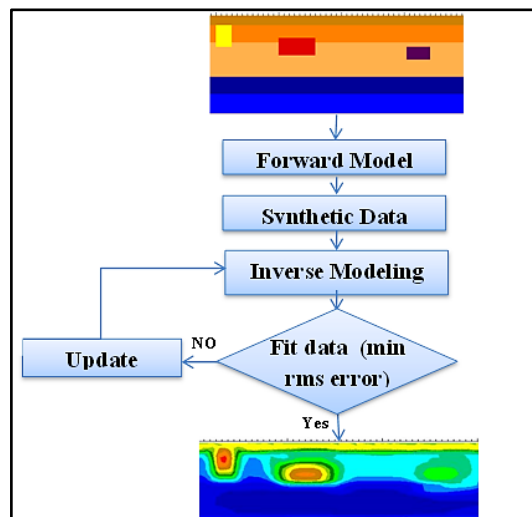 Forward Model
Synthetic Data
Inverse Modeling
Fit data (min
rms error)
NO
Update
Yes